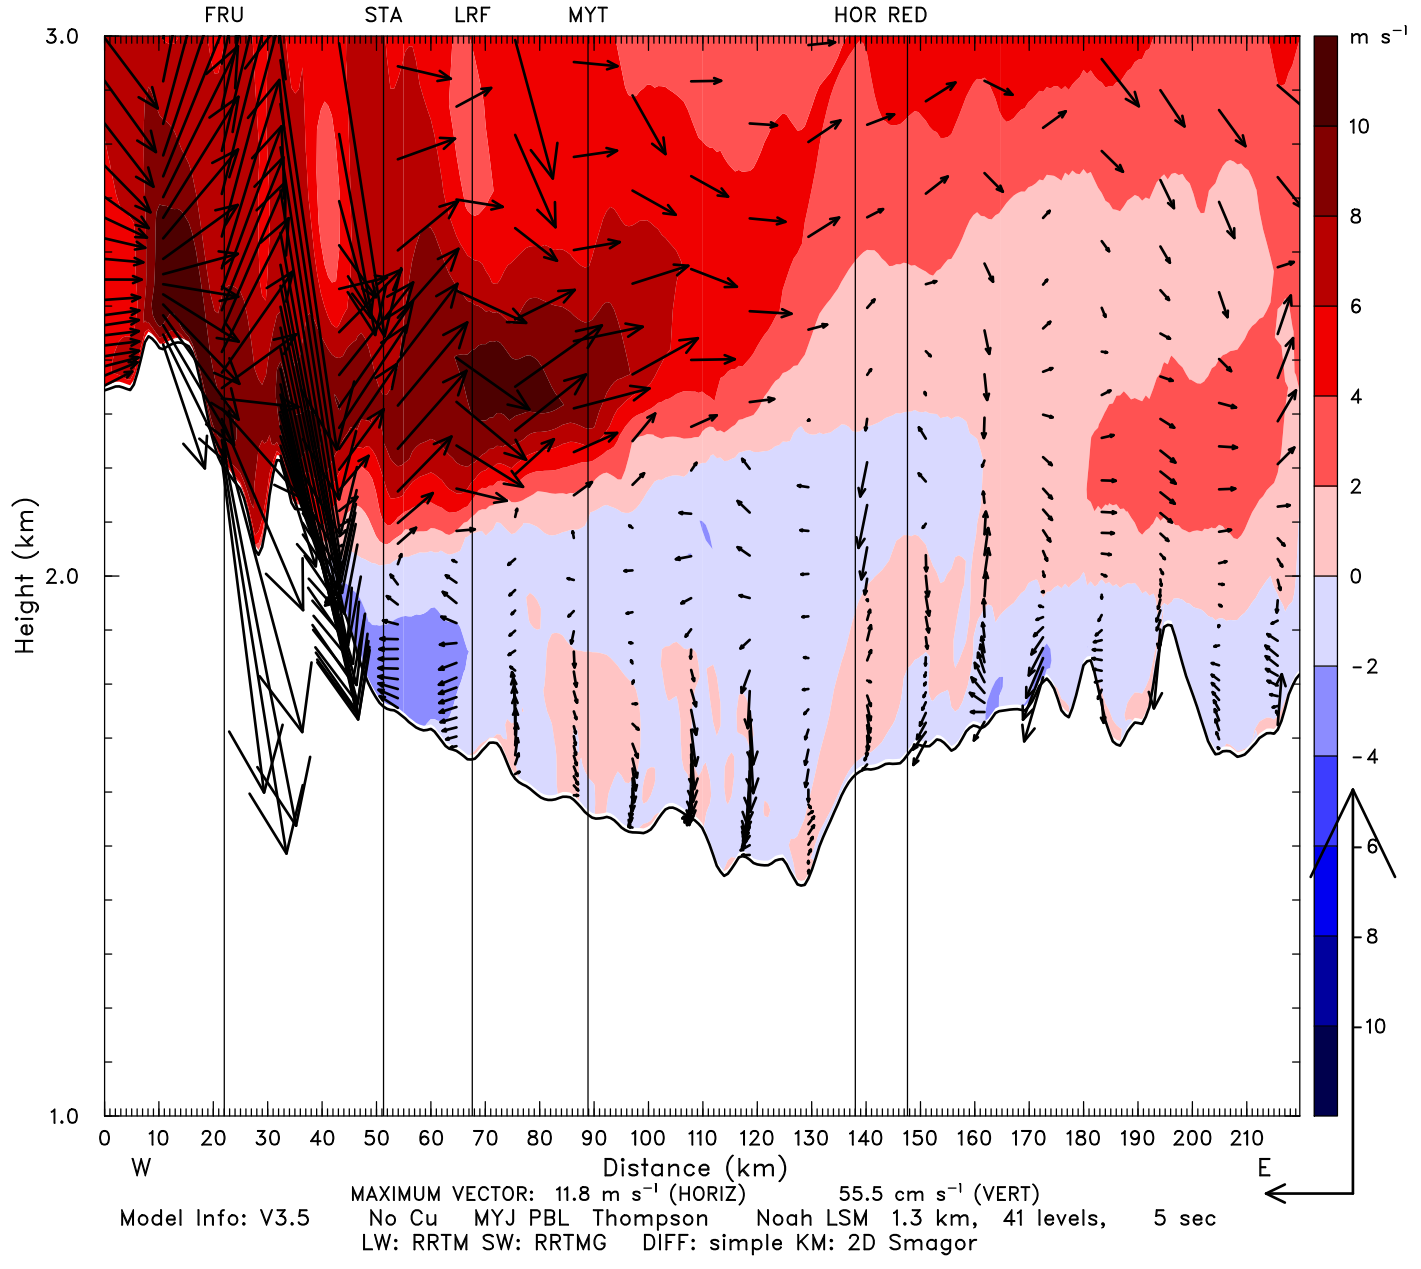 FRU STA LRF MYT HOR RED
3.0
m s⁻¹
10
8
6
4
2
2.0
0
-2
-4
-6
-8
-10
Height (km)
1.0
0 10 20 30 40 50 60 70 80 90 100 110 120 130 140 150 160 170 180 190 200 210
W Distance (km) E
MAXIMUM VECTOR: 11.8 m s⁻¹ (HORIZ) 55.5 cm s⁻¹ (VERT)
Model Info: V3.5 No Cu MYJ PBL Thompson Noah LSM 1.3 km, 41 levels, 5 sec
LW: RRTM SW: RRTMG DIFF: simple KM: 2D Smagor